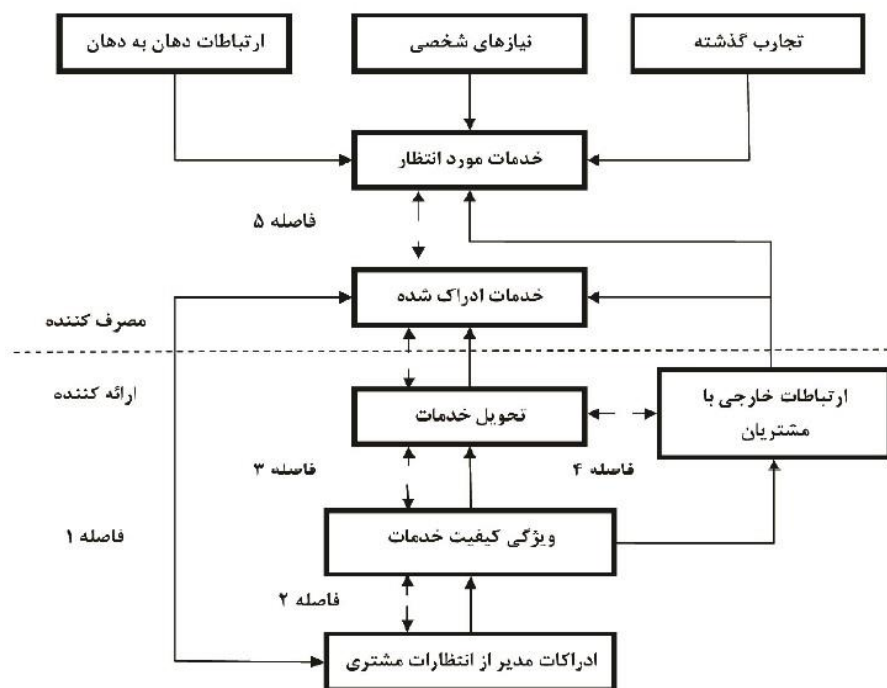 تجارب گذشته
نیازهای شخصی
ارتباطات دهان به دهان
خدمات مورد انتظار
فاصله ۵
خدمات ادراک شده
مصرف کننده
ارائه کننده
ارتباطات خارجی با
مشتریان
تحویل خدمات
فاصله ۴
فاصله ۳
ویژگی کیفیت خدمات
فاصله ۱
فاصله ۲
ادراکات مدیر از انتظارات مشتری